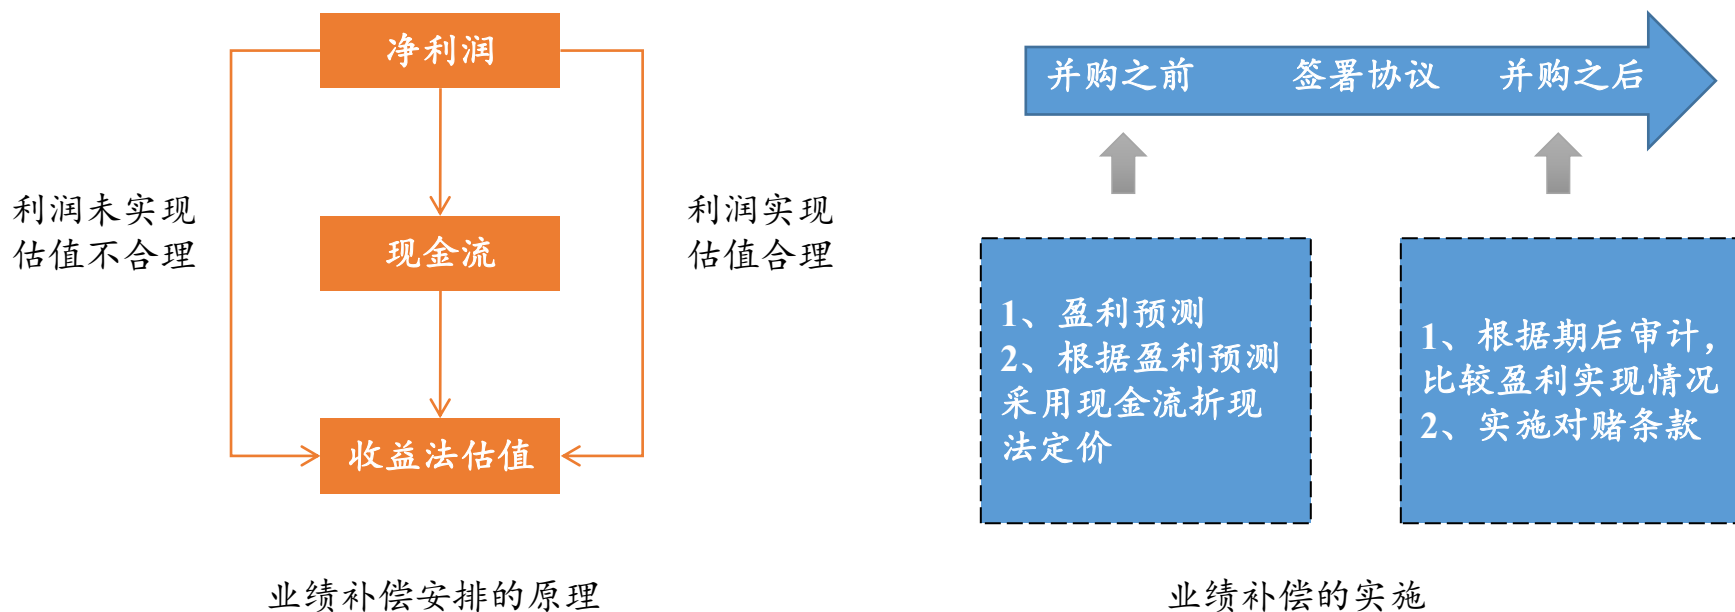 净利润
利润未实现
估值不合理
现金流
利润实现
估值合理
收益法估值
业绩补偿安排的原理
并购之前 签署协议 并购之后
1、盈利预测
2、根据盈利预测
采用现金流折现
法定价
1、根据期后审计，
比较盈利实现情况
2、实施对赌条款
业绩补偿的实施